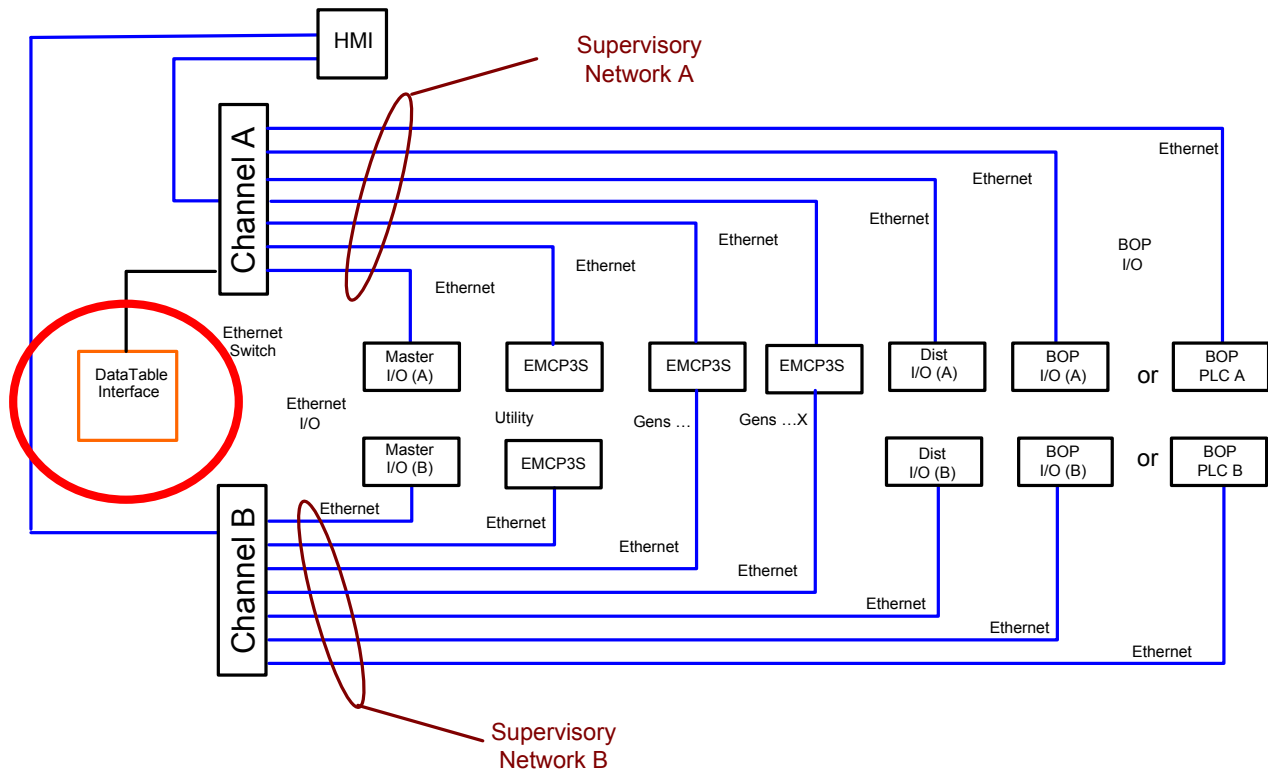 HMI
Supervisory
Network A
Channel A
Ethernet
Ethernet
Ethernet
Ethernet
Ethernet
Ethernet
Ethernet
BOP
I/O
Ethernet
Switch
DataTable
Interface
Ethernet
I/O
Master
I/O (A)
EMCP3S
EMCP3S
EMCP3S
Dist
I/O (A)
BOP
I/O (A)
or
BOP
PLC A
Utility
Gens ...
Gens ...X
Master
I/O (B)
EMCP3S
Dist
I/O (B)
BOP
I/O (B)
or
BOP
PLC B
Channel B
Ethernet
Ethernet
Ethernet
Ethernet
Ethernet
Ethernet
Ethernet
Supervisory
Network B